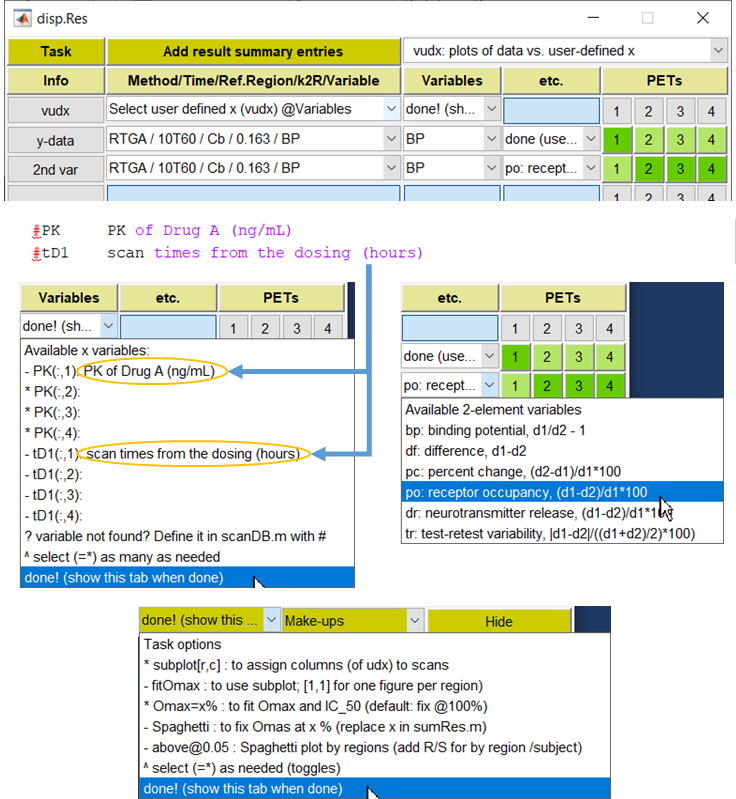 disp.Res
Task Add result summary entries vudx: plots of data vs. user-defined x
Info Method/Time/Ref.Region/k2R/Variable Variables etc. PETs
vudx Select user defined x (vudx) @Variables done! (sh... 1 2 3 4
y-data RTGA / 10T60 / Cb / 0.163 / BP BP done (use... 1 2 3 4
2nd var RTGA / 10T60 / Cb / 0.163 / BP BP po: recept... 1 2 3 4
1 2 3 4
#PK PK of Drug A (ng/mL)
#tD1 scan times from the dosing (hours)
Variables etc. PETs
done! (sh... 1 2 3 4
Available x variables:
- PK(:,1): PK of Drug A (ng/mL)
* PK(:,2):
* PK(:,3):
* PK(:,4):
- tD1(:,1): scan times from the dosing (hours)
- tD1(:,2):
- tD1(:,3):
- tD1(:,4):
? variable not found? Define it in scanDB.m with #
^ select (=*) as many as needed
done! (show this tab when done)
etc. PETs
1 2 3 4
done (use... 1 2 3 4
po: recept... 1 2 3 4
Available 2-element variables
bp: binding potential, d1/d2 - 1
df: difference, d1-d2
pc: percent change, (d2-d1)/d1*100
po: receptor occupancy, (d1-d2)/d1*100
dr: neurotransmitter release, (d1-d2)/d1*100
tr: test-retest variability, |d1-d2|/((d1+d2)/2)*100)
done! (show this ... Make-ups Hide
Task options
* subplot[r,c] : to assign columns (of udx) to scans
- fitOmax : to use subplot; [1,1] for one figure per region)
* Omax=x% : to fit Omax and IC_50 (default: fix @100%)
- Spaghetti : to fix Omas at x % (replace x in sumRes.m)
- above@0.05 : Spaghetti plot by regions (add R/S for by region /subject)
^ select (=*) as needed (toggles)
done! (show this tab when done)